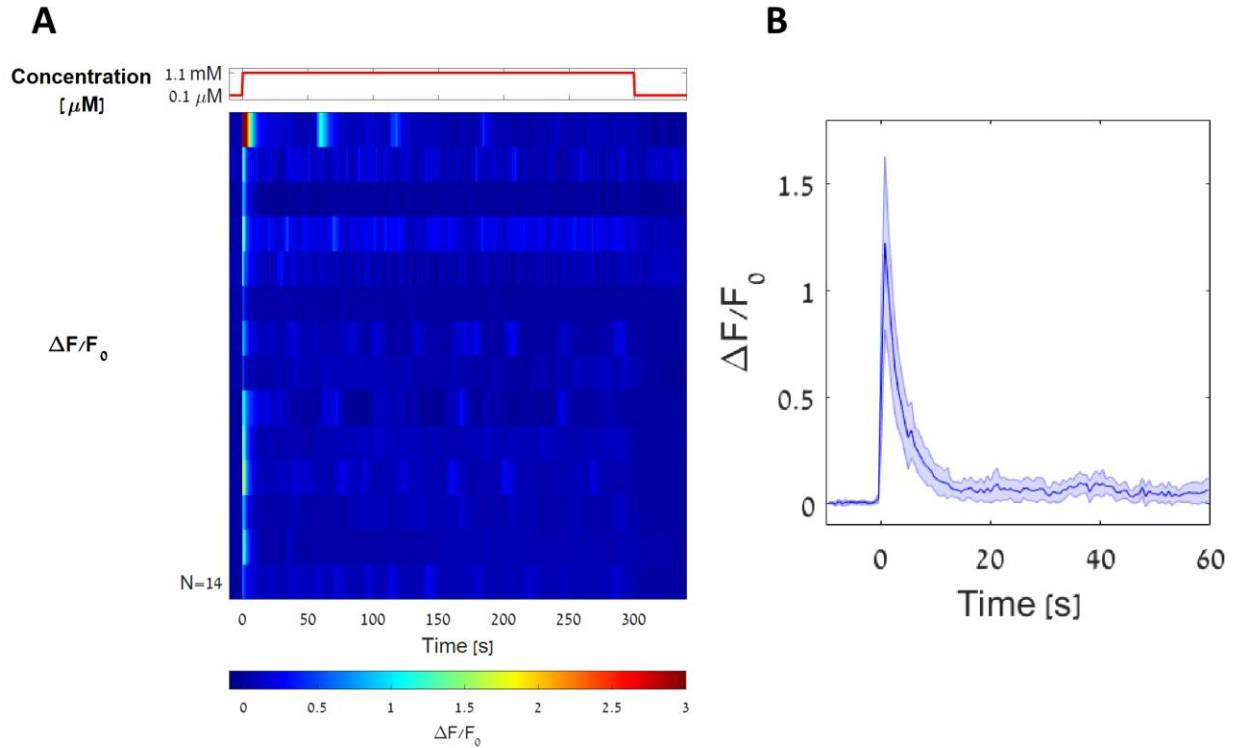 A
B
Concentration
[μM]
1.1 mM
0.1 μM
ΔF/F₀
N=14
0 50 100 150 200 250 300
Time [s]
0 0.5 1 1.5 2 2.5 3
ΔF/F₀
1.5
1
0.5
0
ΔF/F₀
0 20 40 60
Time [s]